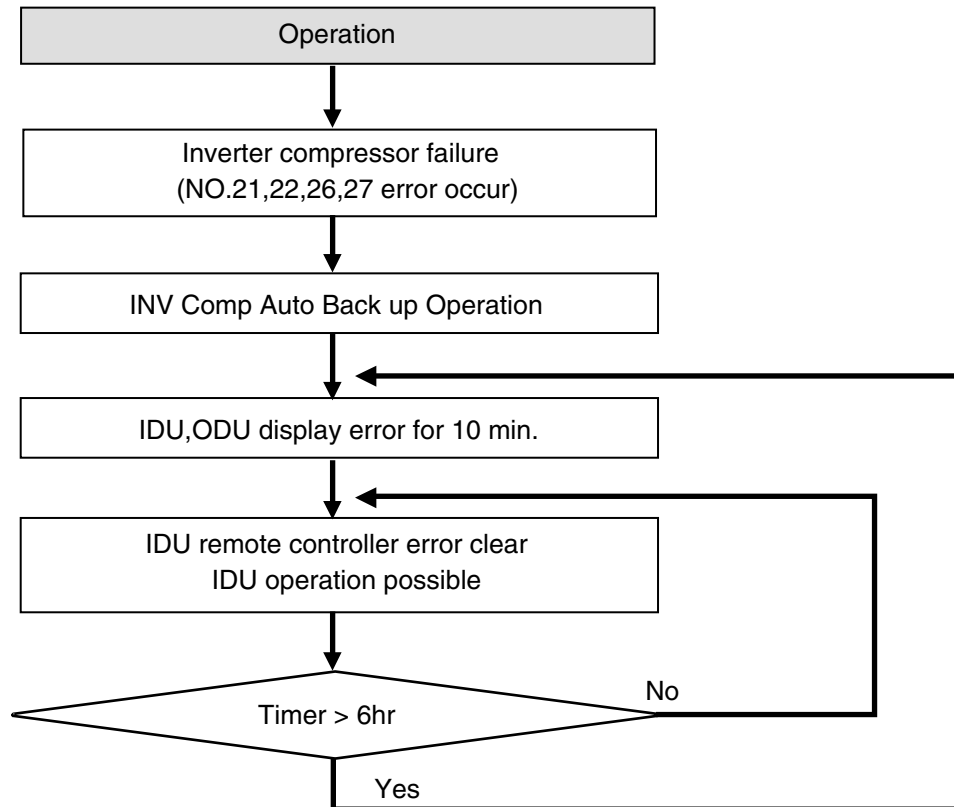 Operation
Inverter compressor failure
(NO.21,22,26,27 error occur)
INV Comp Auto Back up Operation
IDU,ODU display error for 10 min.
IDU remote controller error clear
IDU operation possible
Timer > 6hr
No
Yes